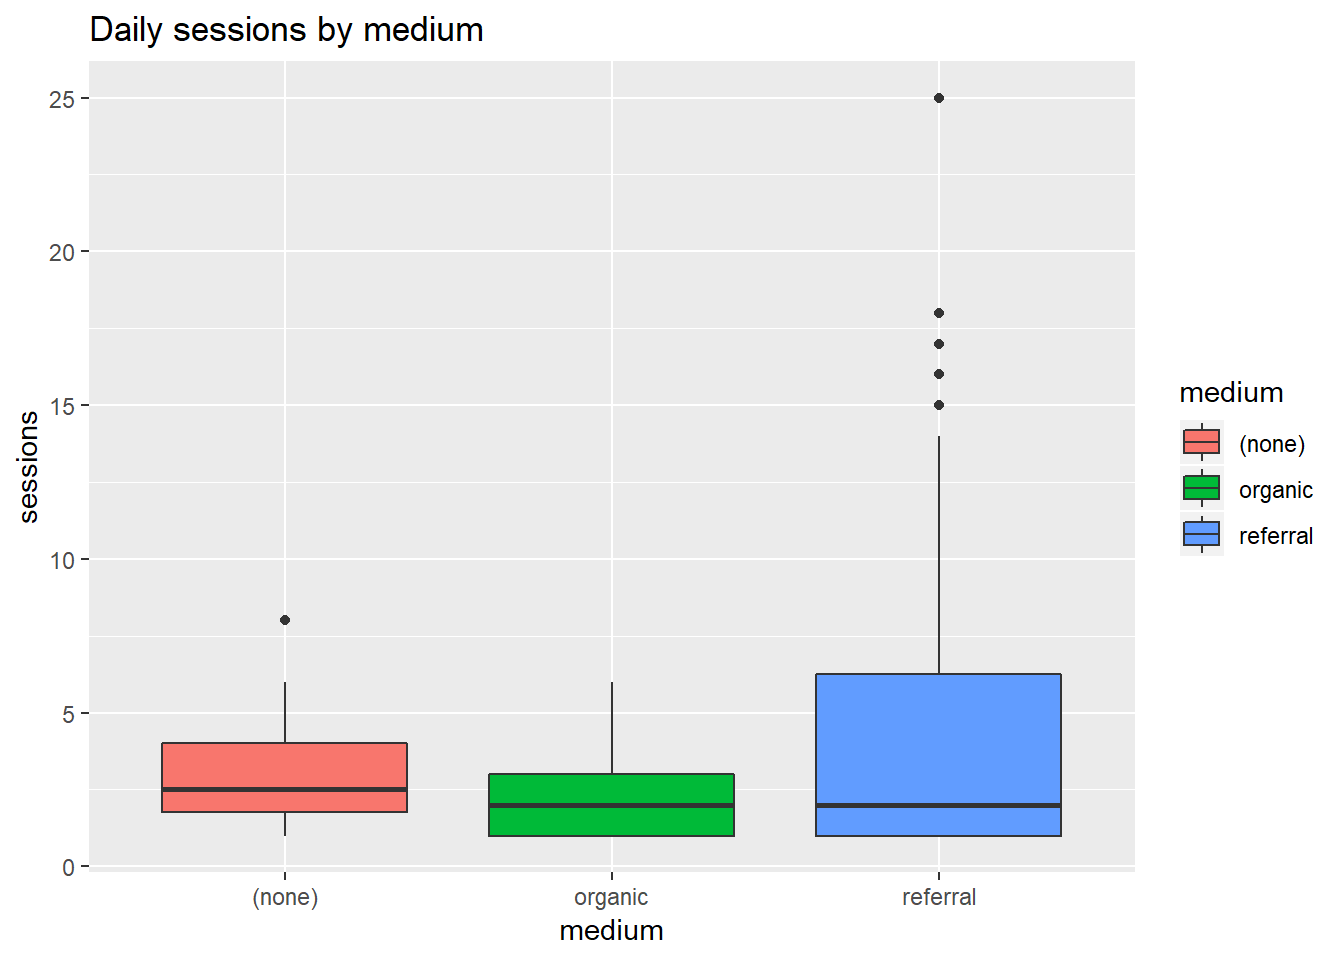 Daily sessions by medium
25
20
15
10
5
0
sessions
(none)
organic
referral
medium
medium
(none)
organic
referral